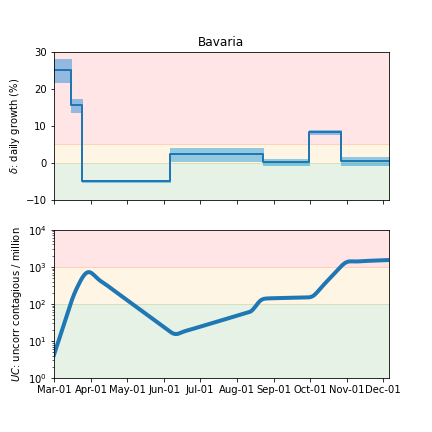 Bavaria
30
20
10
0
−10
δ: daily growth (%)
10⁴
10³
10²
10¹
10⁰
UC: uncorr contagious / million
Mar-01 Apr-01 May-01 Jun-01 Jul-01 Aug-01 Sep-01 Oct-01 Nov-01 Dec-01